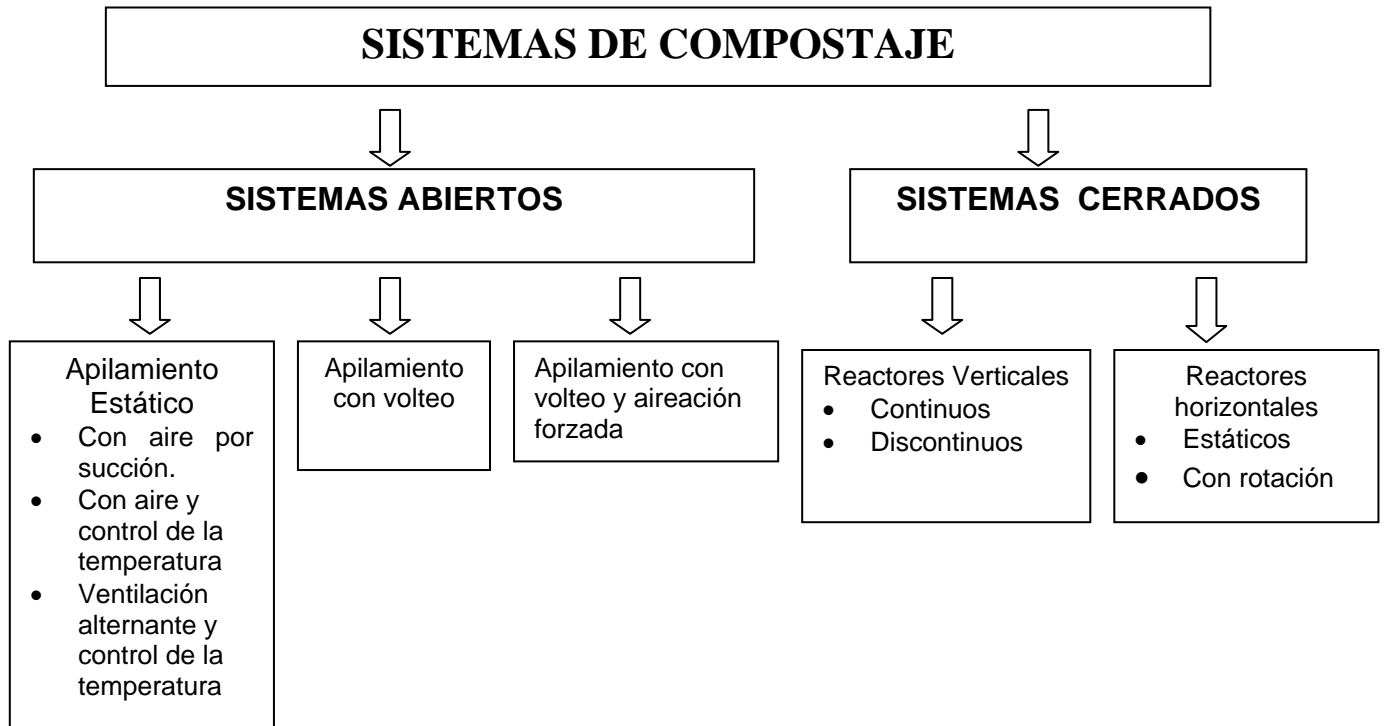 SISTEMAS DE COMPOSTAJE
SISTEMAS ABIERTOS
SISTEMAS CERRADOS
Apilamiento
Estático
• Con aire por
succión.
• Con aire y
control de la
temperatura
• Ventilación
alternante y
control de la
temperatura
Apilamiento
con volteo
Apilamiento con
volteo y aireación
forzada
Reactores Verticales
• Continuos
• Discontinuos
Reactores
horizontales
• Estáticos
• Con rotación